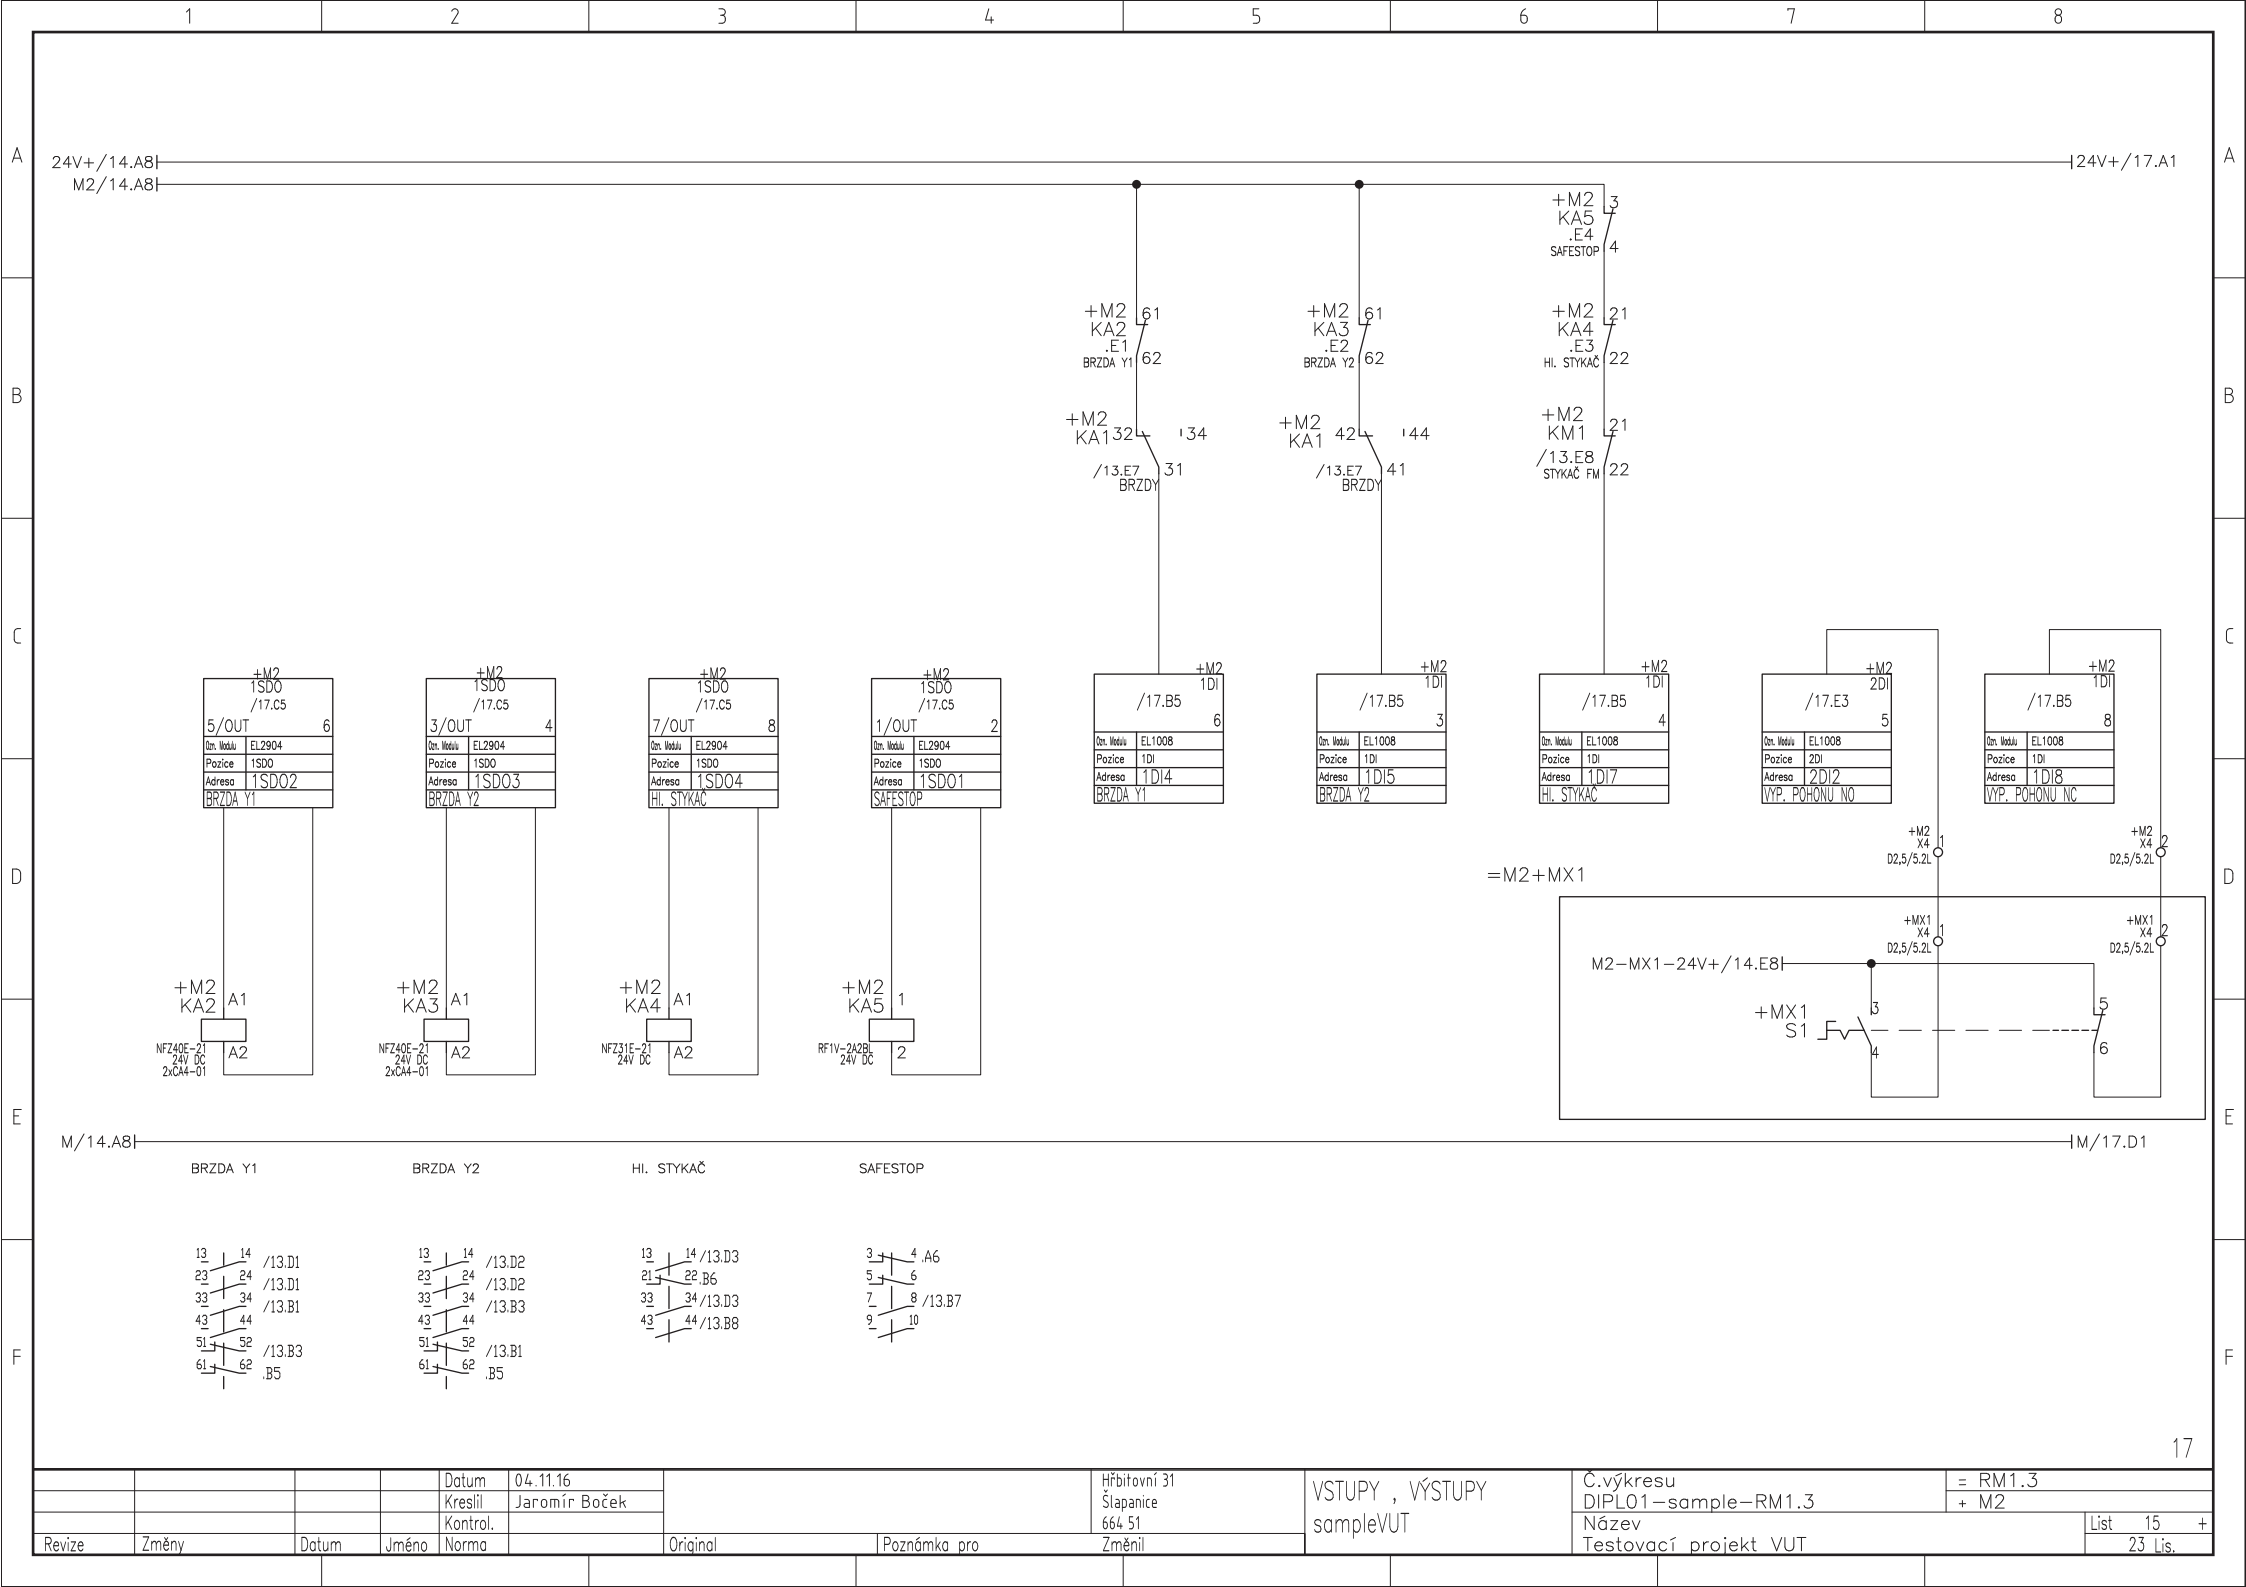 1 2 3 4 5 6 7 8
A A
24V+/14.A8 24V+/17.A1
M2/14.A8
+M2 3
KA5
.E4
SAFESTOP 4
+M2 61 +M2 61 +M2 21
KA2 KA3 KA4
.E1 .E2 .E3
BRZDA Y1 62 BRZDA Y2 62 Hl. STYKAČ 22
B B
+M2 +M2 +M2
KA1 32 34 KA1 42 44 KM1 21
/13.E7 31 /13.E7 41 /13.E8
BRZDY BRZDY STYKAČ FM 22
C C
+M2 +M2 +M2 +M2 +M2 +M2 +M2 +M2 +M2
1SDO 1SDO 1SDO 1SDO 1DI 1DI 1DI 2DI 1DI
/17.C5 /17.C5 /17.C5 /17.C5 /17.B5 /17.B5 /17.B5 /17.E3 /17.B5
5/OUT 6 3/OUT 4 7/OUT 8 1/OUT 2 6 3 4 5 8
Ozn. Modulu EL2904 Ozn. Modulu EL2904 Ozn. Modulu EL2904 Ozn. Modulu EL2904 Ozn. Modulu EL1008 Ozn. Modulu EL1008 Ozn. Modulu EL1008 Ozn. Modulu EL1008 Ozn. Modulu EL1008
Pozice 1SDO Pozice 1SDO Pozice 1SDO Pozice 1SDO Pozice 1DI Pozice 1DI Pozice 1DI Pozice 2DI Pozice 1DI
Adresa 1SDO2 Adresa 1SDO3 Adresa 1SDO4 Adresa 1SDO1 Adresa 1DI4 Adresa 1DI5 Adresa 1DI7 Adresa 2DI2 Adresa 1DI8
BRZDA Y1 BRZDA Y2 Hl. STYKAČ SAFESTOP BRZDA Y1 BRZDA Y2 Hl. STYKAČ VYP. POHONU NO VYP. POHONU NC
+M2 +M2
X4 1 X4 2
D2,5/5.2L D2,5/5.2L
D =M2+MX1 D
+MX1 +MX1
X4 1 X4 2
D2,5/5.2L D2,5/5.2L
M2-MX1-24V+/14.E8
+M2 A1 +M2 A1 +M2 A1 +M2 1
KA2 KA3 KA4 KA5
+MX1 3 5
S1
4 6
NFZ40E-21 A2 NFZ40E-21 A2 NFZ31E-21 A2 RF1V-2A2BL 2
24V DC 24V DC 24V DC 24V DC
2xCA4-01 2xCA4-01
E E
M/14.A8 M/17.D1
BRZDA Y1 BRZDA Y2 Hl. STYKAČ SAFESTOP
13 14 /13.D1 13 14 /13.D2 13 14 /13.D3 3 4 .A6
23 24 /13.D1 23 24 /13.D2 21 22 .B6 5 6
33 34 /13.B1 33 34 /13.B3 33 34 /13.D3 7 8 /13.B7
43 44 43 44 43 44 /13.B8 9 10
51 52 /13.B3 51 52 /13.B1
61 62 .B5 61 62 .B5
F F
17
Datum 04.11.16 Hřbitovní 31 VSTUPY , VÝSTUPY Č.výkresu = RM1.3
Kreslil Jaromír Boček Šlapanice DIPL01-sample-RM1.3 + M2
Kontrol. 664 51 sampleVUT Název List 15 +
Revize Změny Datum Jméno Norma Original Poznámka pro Změnil Testovací projekt VUT 23 Lis.